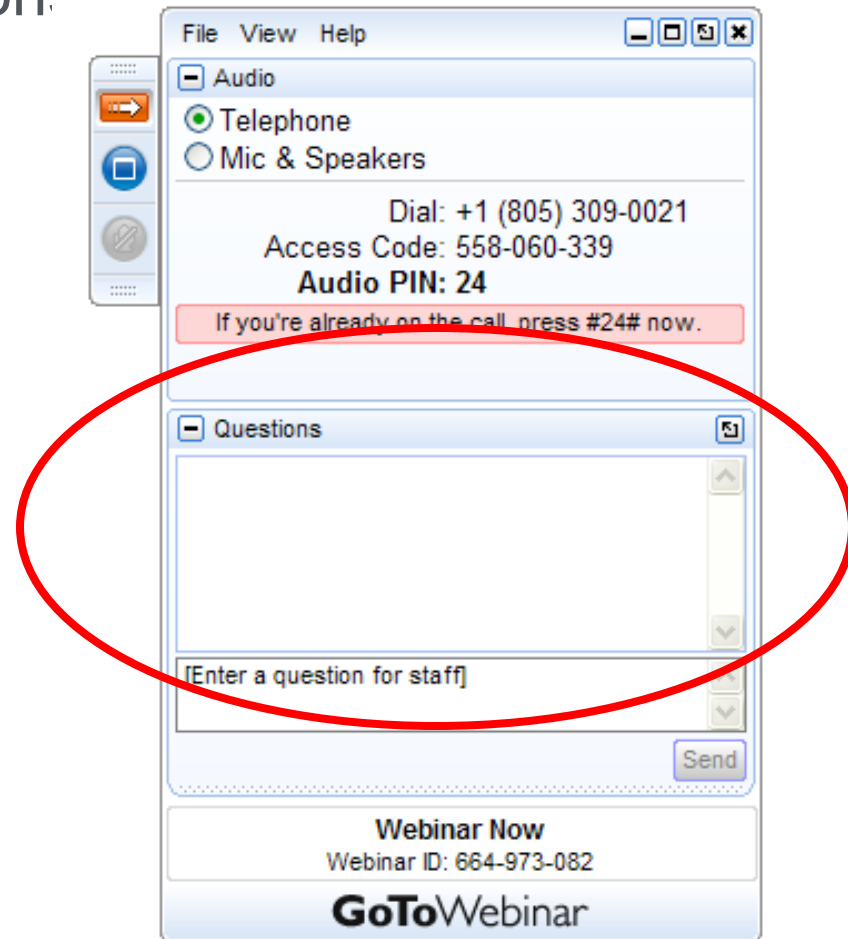 File View Help
Audio
Telephone
Mic & Speakers
Dial: +1 (805) 309-0021
Access Code: 558-060-339
Audio PIN: 24
If you're already on the call, press #24# now.
Questions
[Enter a question for staff]
Send
Webinar Now
Webinar ID: 664-973-082
GoToWebinar